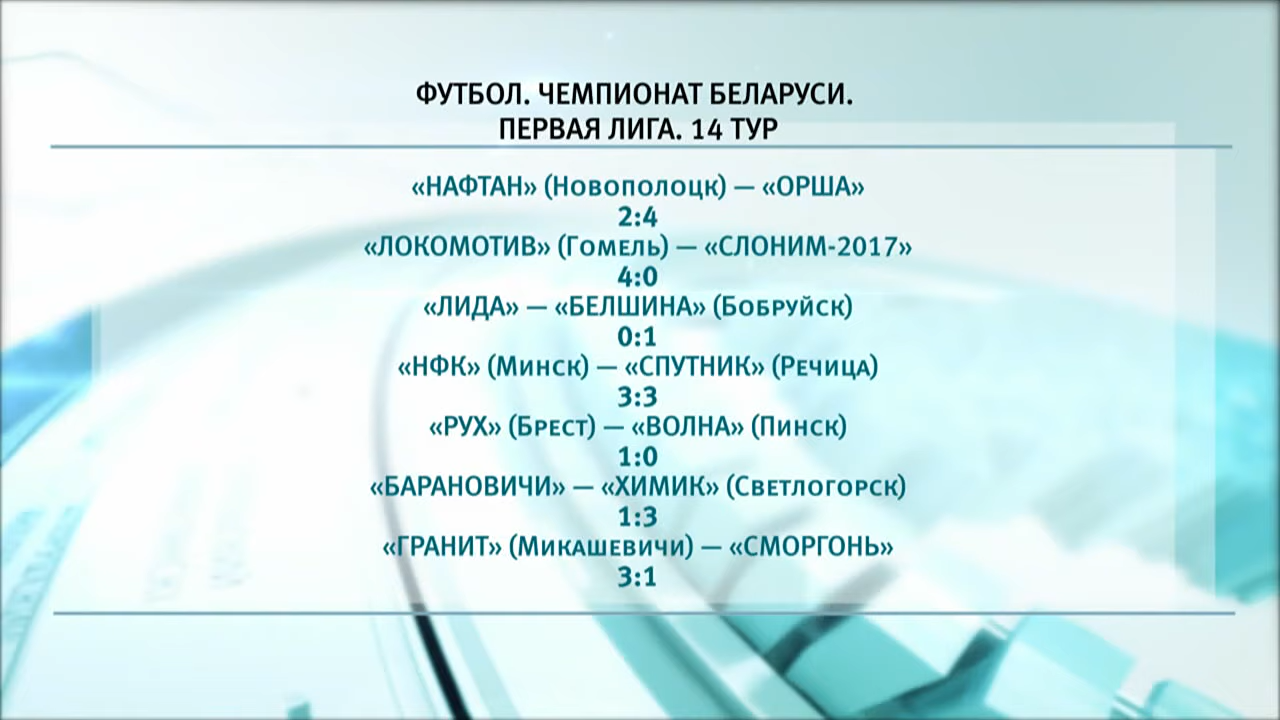 ФУТБОЛ. ЧЕМПИОНАТ БЕЛАРУСИ.
ПЕРВАЯ ЛИГА. 14 ТУР
«НАФТАН» (Новополоцк) — «ОРША»
2:4
«ЛОКОМОТИВ» (Гомель) — «СЛОНИМ-2017»
4:0
«ЛИДА» — «БЕЛШИНА» (Бобруйск)
0:1
«НФК» (Минск) — «СПУТНИК» (Речица)
3:3
«РУХ» (Брест) — «ВОЛНА» (Пинск)
1:0
«БАРАНОВИЧИ» — «ХИМИК» (Светлогорск)
1:3
«ГРАНИТ» (Микашевичи) — «СМОРГОНЬ»
3:1